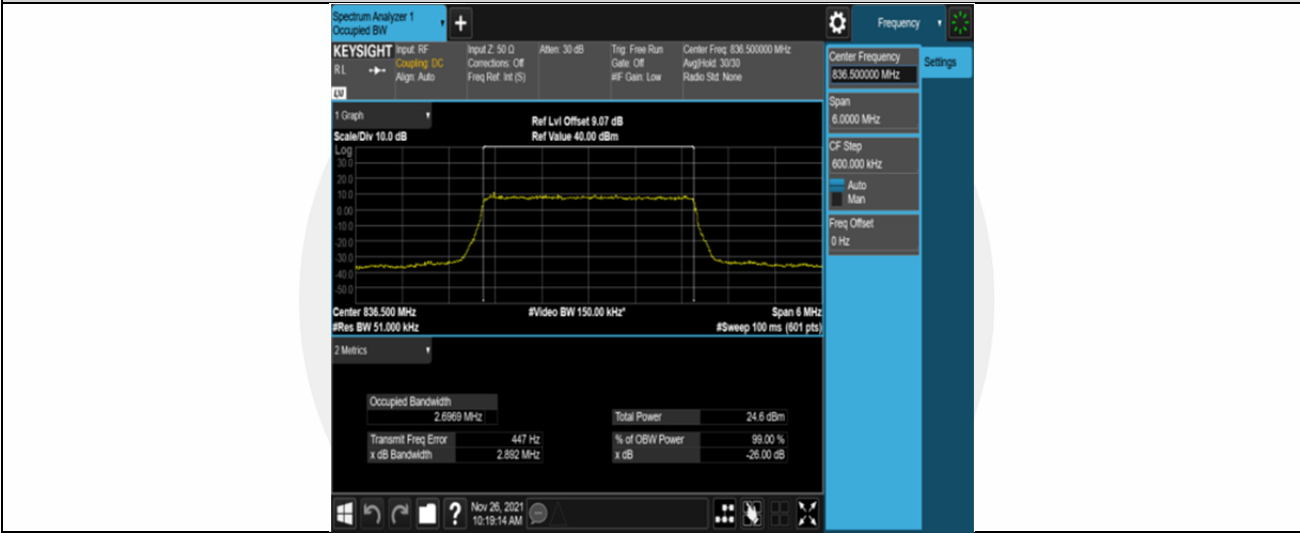 Spectrum Analyzer 1
Occupied BW
+
Frequency
KEYSIGHT
R L
Input: RF
Coupling: DC
Align: Auto
Input Z: 50 Ω
Corrections: Off
Freq Ref: Int (S)
Atten: 30 dB
Trig: Free Run
Gate: Off
#IF Gain: Low
Center Freq: 836.500000 MHz
Avg|Hold: 30/30
Radio Std: None
1 Graph
Scale/Div 10.0 dB
Ref Lvl Offset 9.07 dB
Ref Value 40.00 dBm
Log
30.0
20.0
10.0
0.00
-10.0
-20.0
-30.0
-40.0
-50.0
Center 836.500 MHz
#Res BW 51.000 kHz
#Video BW 150.00 kHz*
Span 6 MHz
#Sweep 100 ms (601 pts)
2 Metrics
Occupied Bandwidth
2.6969 MHz
Transmit Freq Error 447 Hz
x dB Bandwidth 2.892 MHz
Total Power 24.6 dBm
% of OBW Power 99.00 %
x dB -26.00 dB
Center Frequency
836.500000 MHz
Settings
Span
6.0000 MHz
CF Step
600.000 kHz
Auto
Man
Freq Offset
0 Hz
?
Nov 26, 2021
10:19:14 AM